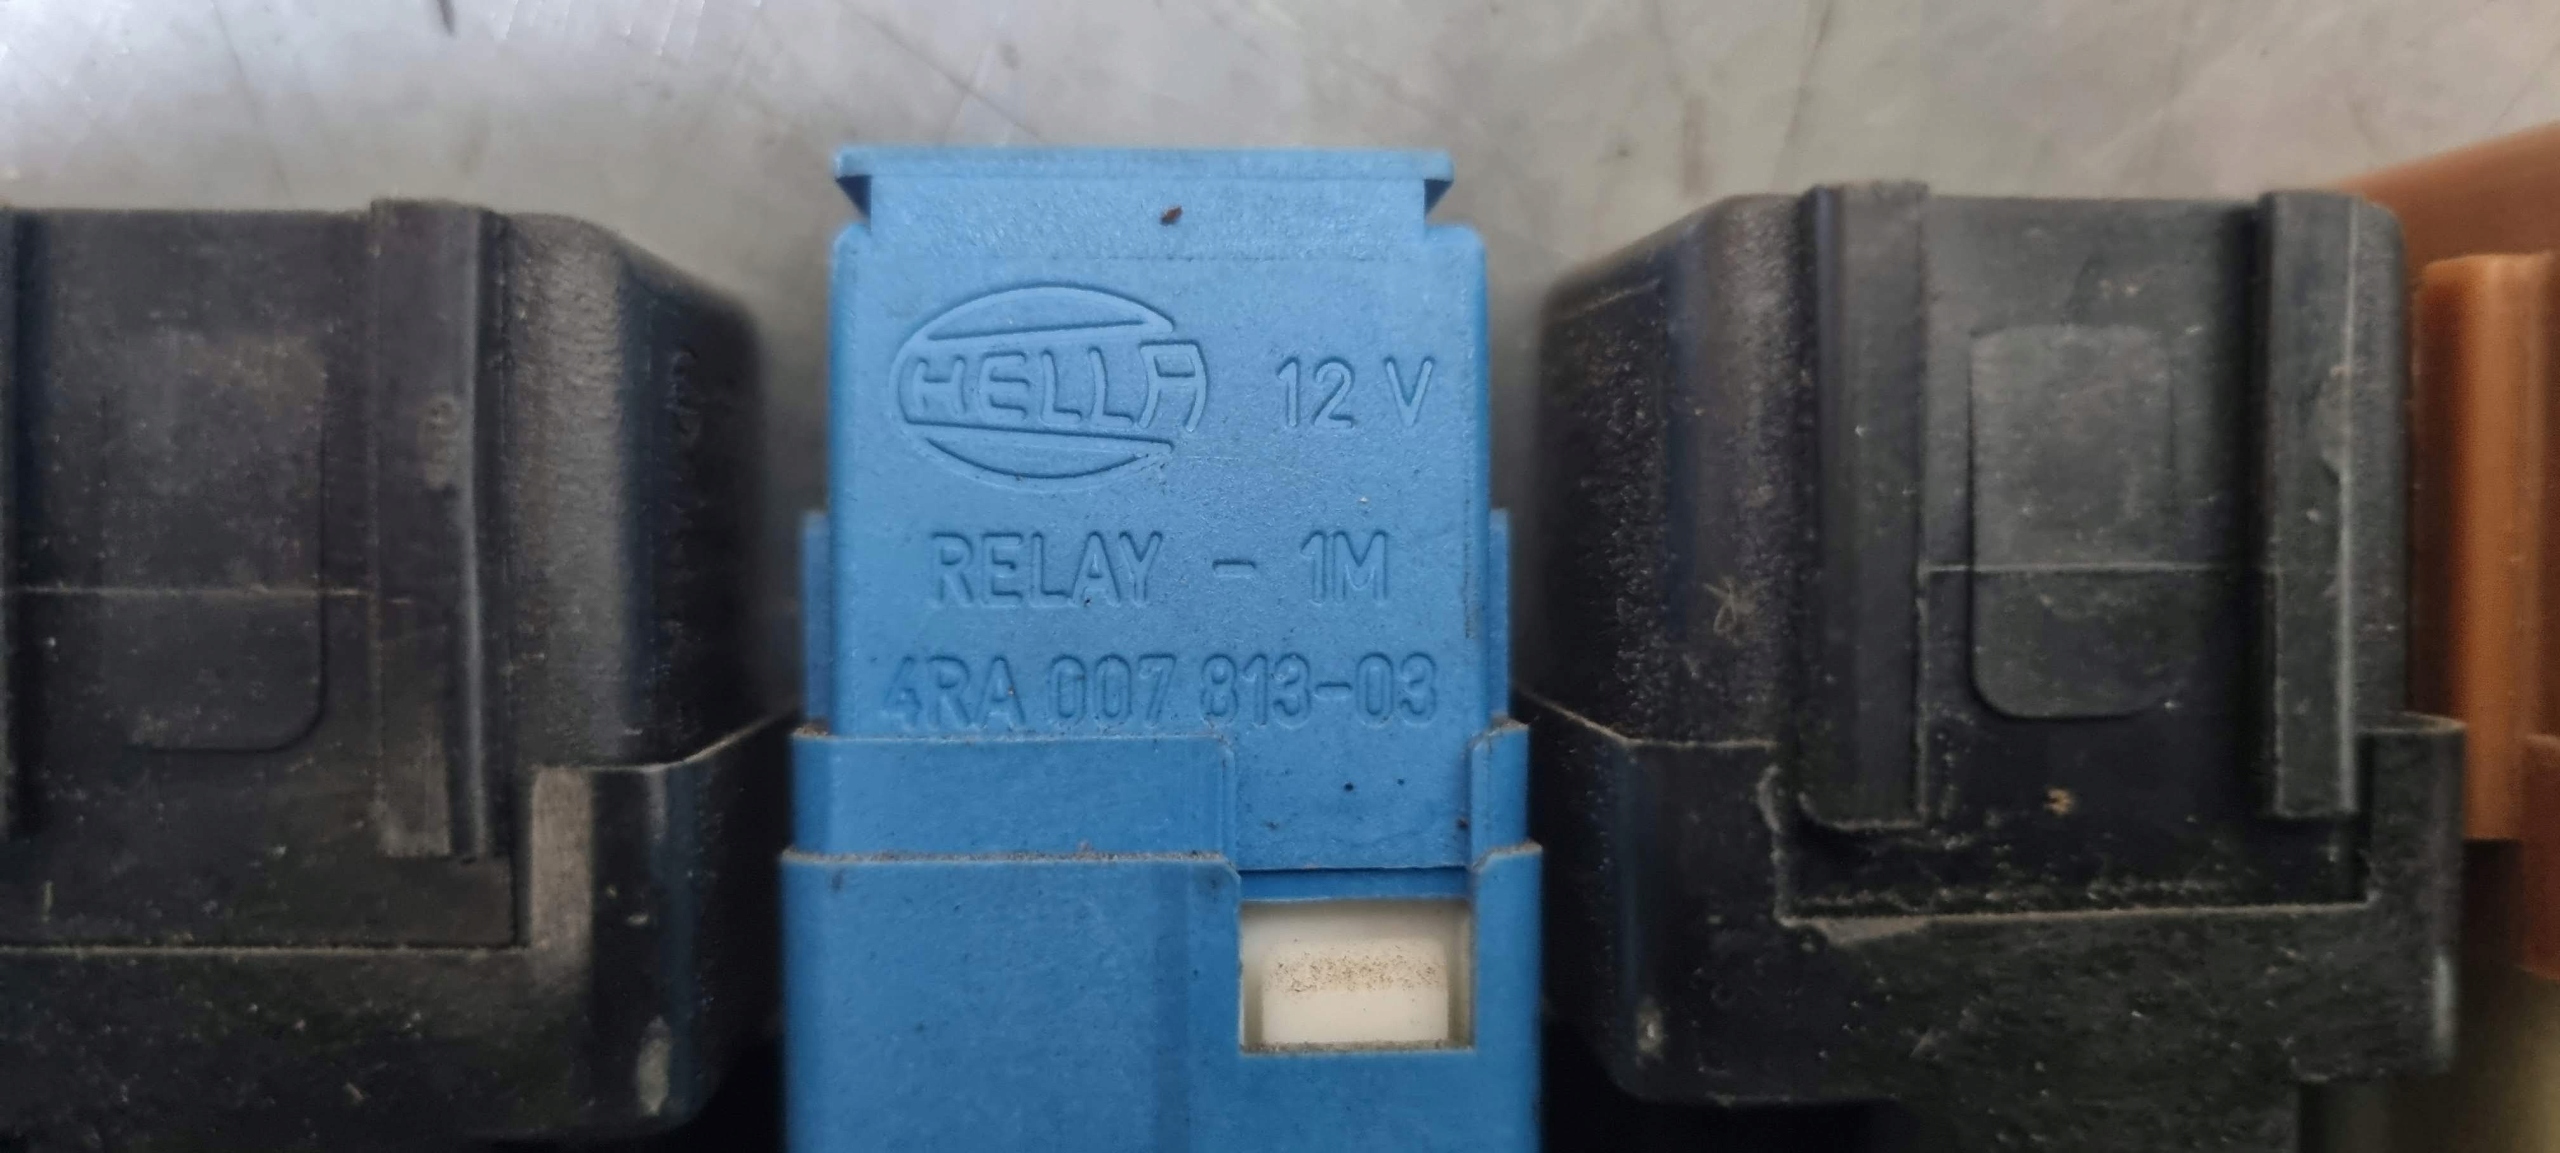 HELLA 12 V
RELAY - 1M
4RA 007 813-03